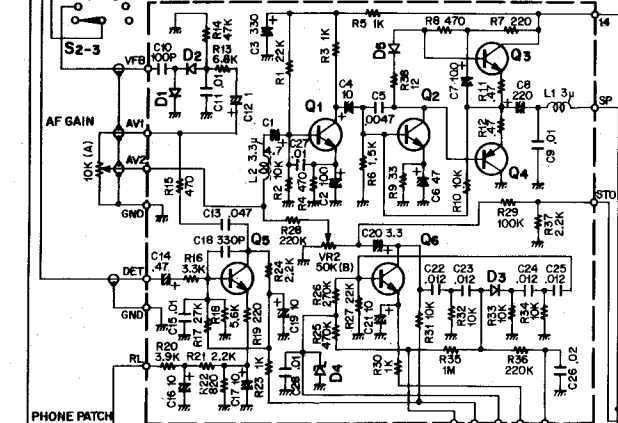 S2-3
VFB
C10
100P
D2
R14
47K
R13
6.8K
D1
C11 .01
C12 1
C3 330
R1
22K
R3 1K
R5 1K
D5
R38
12
R8 470
R7 220
14
Q3
C7 100
R11
.47
C8
220
L1 3μ
SP
AF GAIN
AV1
AV2
10K (A)
GND
R15
470
C1
4.7
L2 3.3μ
R2 10K
C27
.01
R4 470
C2 100
Q1
C4
10
C5
.0047
Q2
R6 1.5K
R9 33
C6 47
R10 10K
R12
.47
Q4
C9 .01
STO
R29
100K
R37
2.2K
C13 .047
C18 330P
R28
220K
VR2
50K(B)
C20 3.3
Q5
Q6
C14
.47
DET
R16
3.3K
GND
C15 .01
R17 27K
R18
5.6K
R19 220
R24
2.2K
C19 10
R26
270K
R27 22K
R25
470K
C21 10
R30
1K
R31 10K
C22
.012
C23
.012
R32
10K
D3
R33
10K
C24
.012
C25
.012
R34
10K
RL
R20
3.9K
R21 2.2K
C16 10
R22
820
C17 10
R23 1K
C28 .01
D4
R35
1M
R36
220K
C26 .02
PHONE PATCH